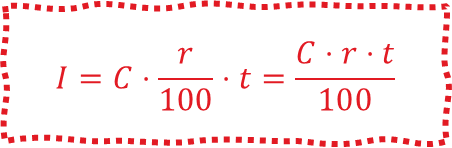 I = C · r/100 · t = C · r · t/100